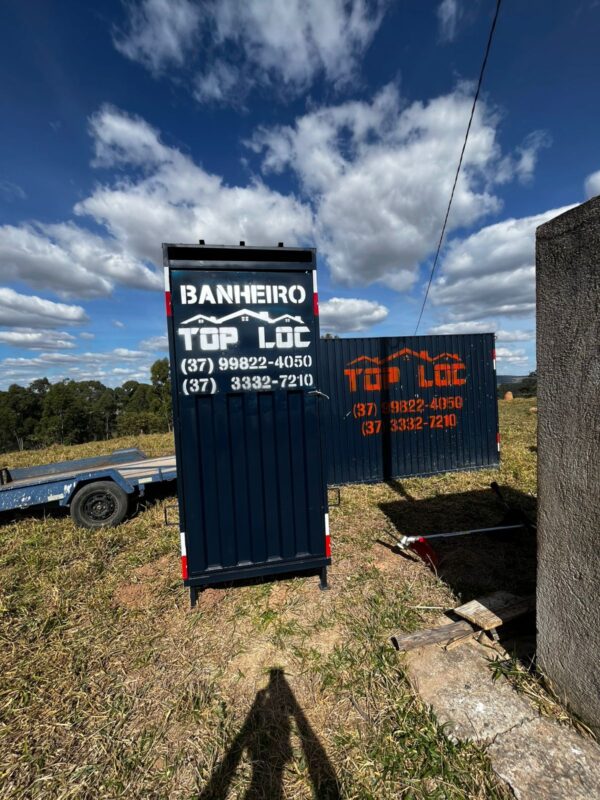 BANHEIRO
TOP LOC
(37) 99822-4050
(37) 3332-7210
TOP LOC
(37) 99822-4050
(37) 3332-7210